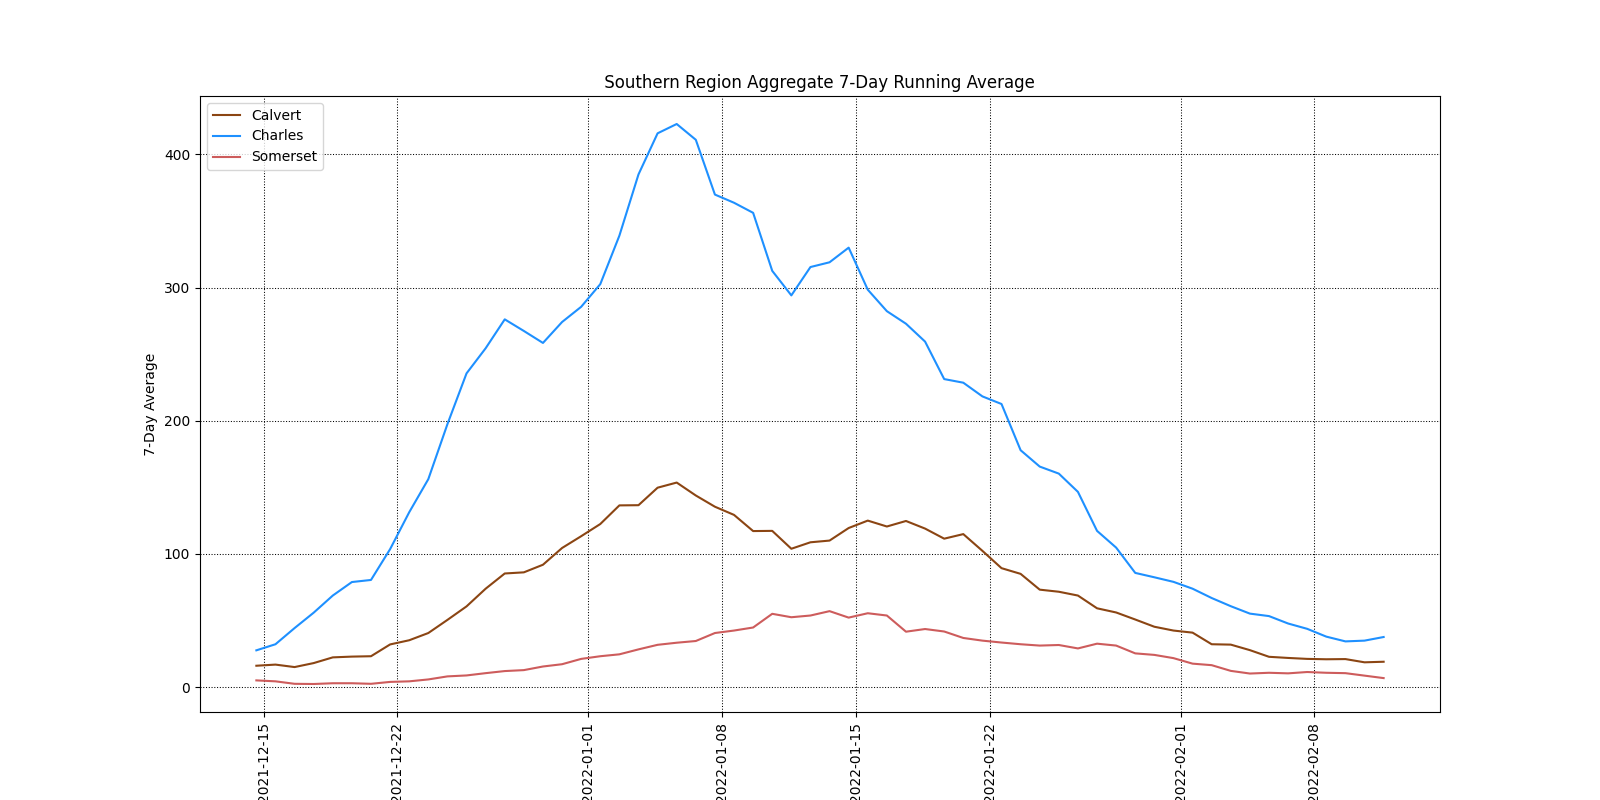 Southern Region Aggregate 7-Day Running Average
Calvert
Charles
Somerset
400
300
200
100
0
7-Day Average
2021-12-15
2021-12-22
2022-01-01
2022-01-08
2022-01-15
2022-01-22
2022-02-01
2022-02-08